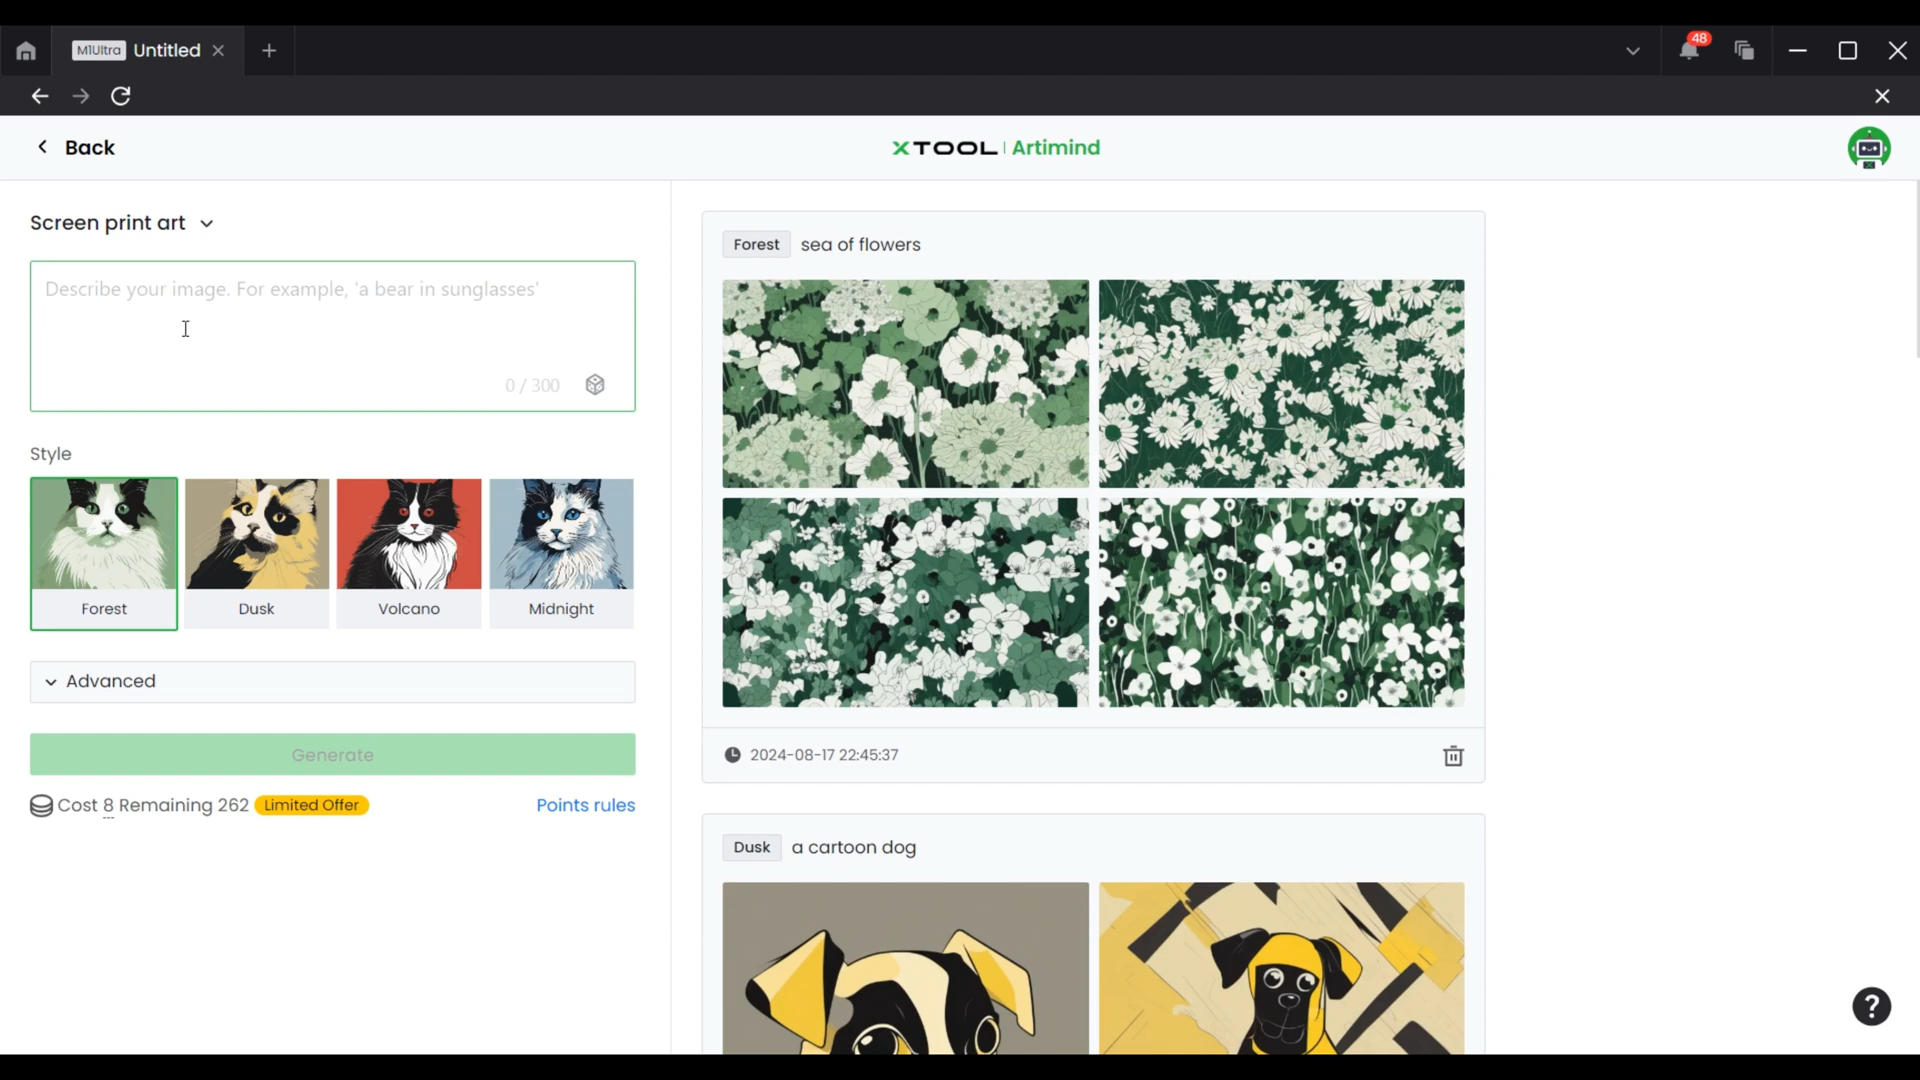 M1Ultra Untitled
48
Back
xTOOL | Artimind
Screen print art
Describe your image. For example, 'a bear in sunglasses'
0 / 300
Style
Forest
Dusk
Volcano
Midnight
Advanced
Generate
Cost 8 Remaining 262 Limited Offer
Points rules
Forest sea of flowers
2024-08-17 22:45:37
Dusk a cartoon dog
?